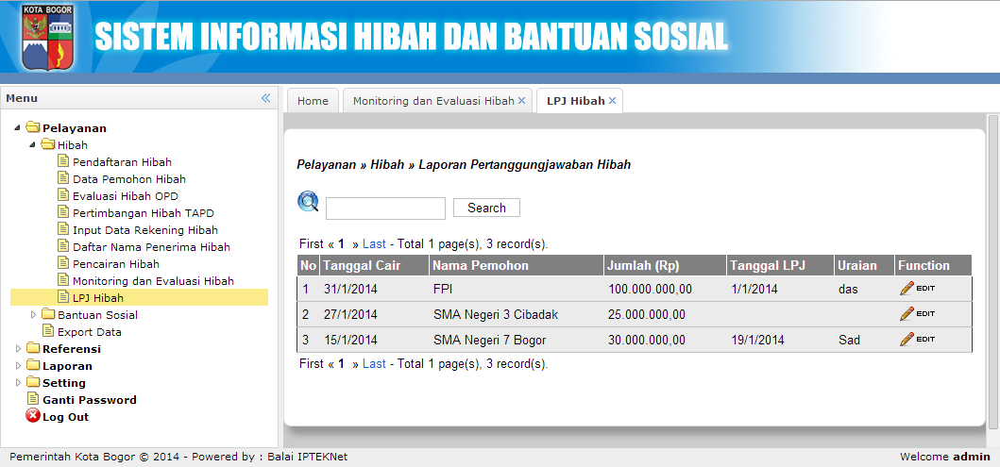 KOTA BOGOR
SISTEM INFORMASI HIBAH DAN BANTUAN SOSIAL
Menu
Pelayanan
Hibah
Pendaftaran Hibah
Data Pemohon Hibah
Evaluasi Hibah OPD
Pertimbangan Hibah TAPD
Input Data Rekening Hibah
Daftar Nama Penerima Hibah
Pencairan Hibah
Monitoring dan Evaluasi Hibah
LPJ Hibah
Bantuan Sosial
Export Data
Referensi
Laporan
Setting
Ganti Password
Log Out
Home Monitoring dan Evaluasi Hibah LPJ Hibah
Pelayanan » Hibah » Laporan Pertanggungjawaban Hibah
Search
First « 1 » Last - Total 1 page(s), 3 record(s).
No Tanggal Cair Nama Pemohon Jumlah (Rp) Tanggal LPJ Uraian Function
1 31/1/2014 FPI 100.000.000,00 1/1/2014 das EDIT
2 27/1/2014 SMA Negeri 3 Cibadak 25.000.000,00 EDIT
3 15/1/2014 SMA Negeri 7 Bogor 30.000.000,00 19/1/2014 Sad EDIT
First « 1 » Last - Total 1 page(s), 3 record(s).
Pemerintah Kota Bogor © 2014 - Powered by : Balai IPTEKNet
Welcome admin